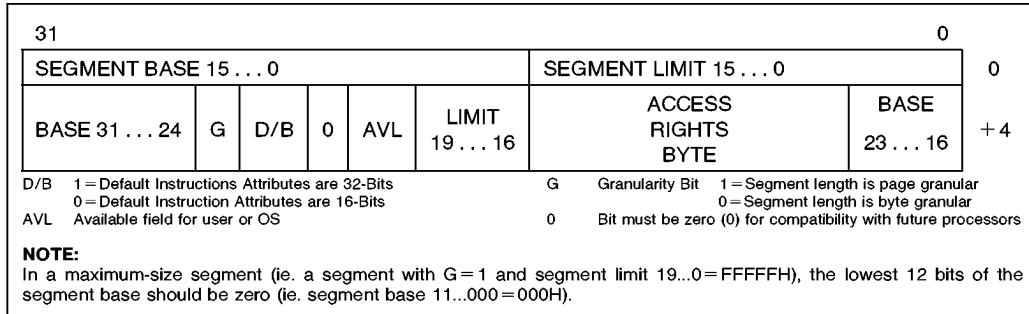 31 0
SEGMENT BASE 15 . . . 0 SEGMENT LIMIT 15 . . . 0 0
BASE 31 . . . 24 G D/B 0 AVL LIMIT 19 . . . 16 ACCESS RIGHTS BYTE BASE 23 . . . 16 +4
D/B 1 = Default Instructions Attributes are 32-Bits
0 = Default Instruction Attributes are 16-Bits
AVL Available field for user or OS
G Granularity Bit 1 = Segment length is page granular
0 = Segment length is byte granular
0 Bit must be zero (0) for compatibility with future processors
NOTE:
In a maximum-size segment (ie. a segment with G = 1 and segment limit 19...0 = FFFFFH), the lowest 12 bits of the
segment base should be zero (ie. segment base 11...000 = 000H).